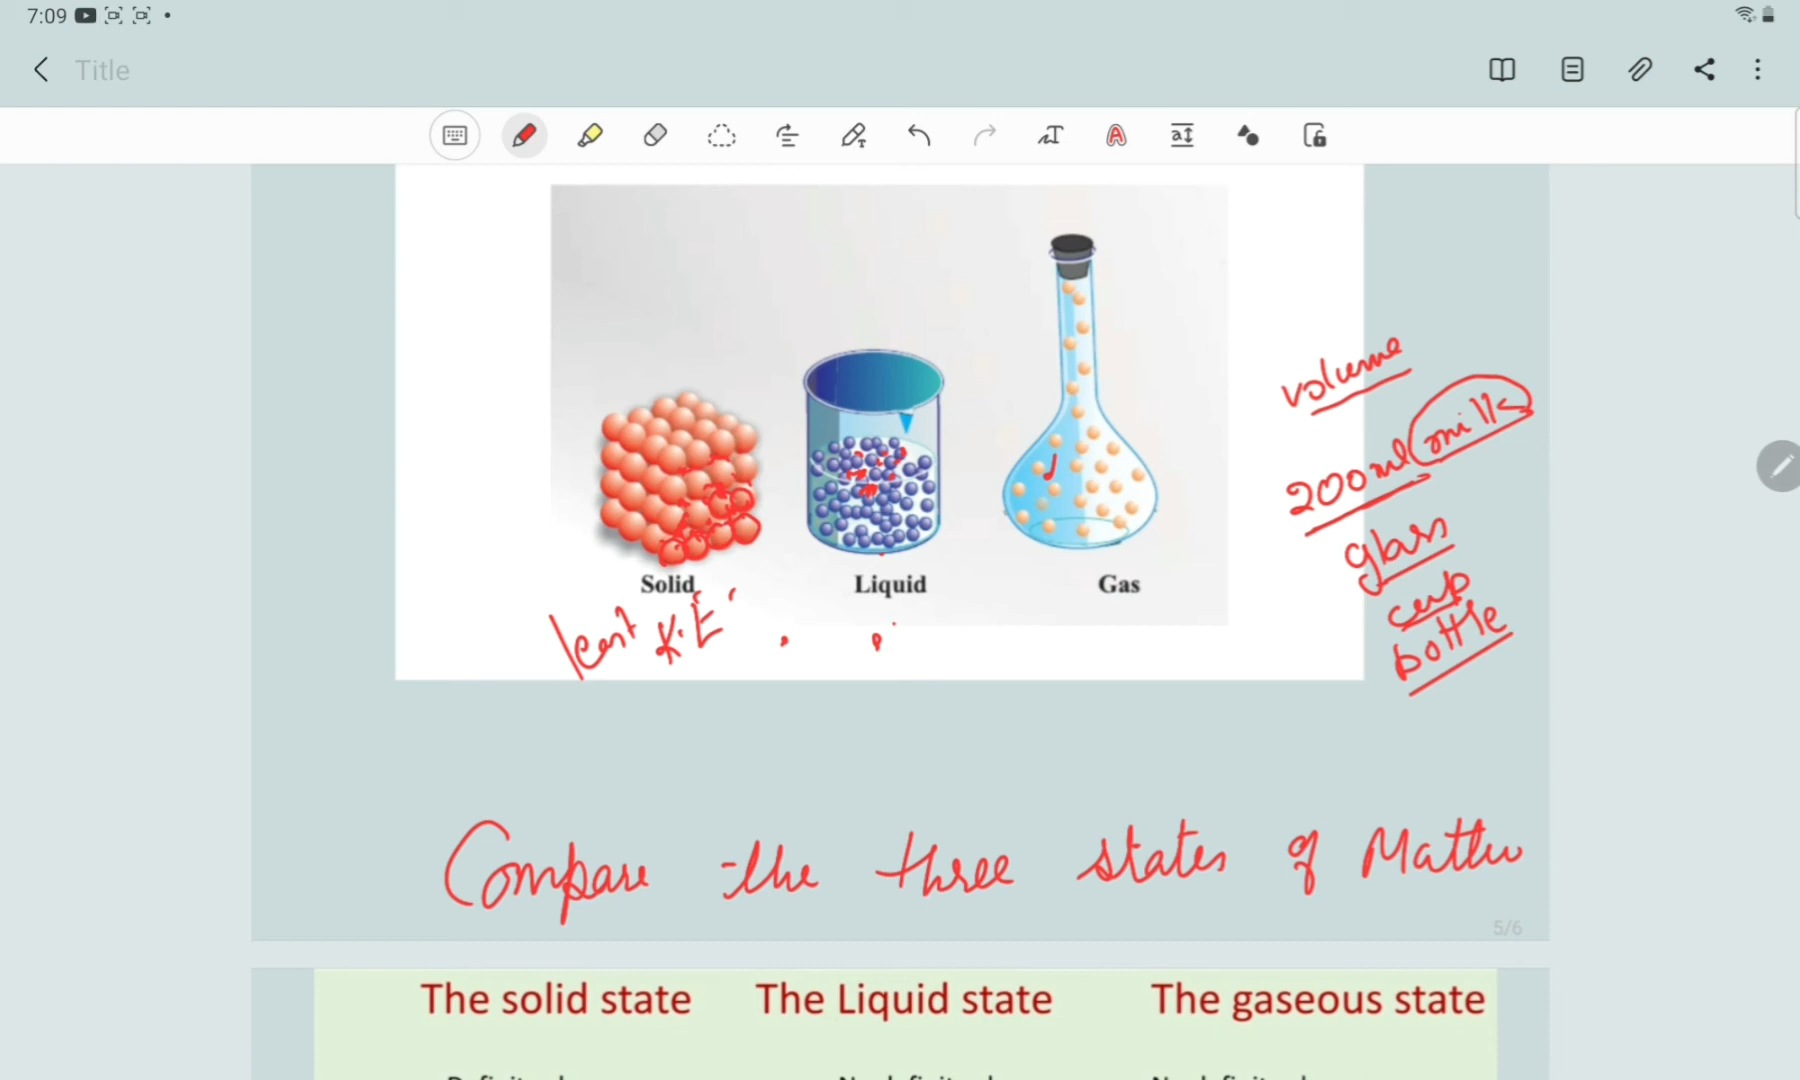 7:09
Title
volume
200ml milk
glass
cup
bottle
Solid
Liquid
Gas
least K.E
Compare the three states of Matter
5/6
The solid state
The Liquid state
The gaseous state